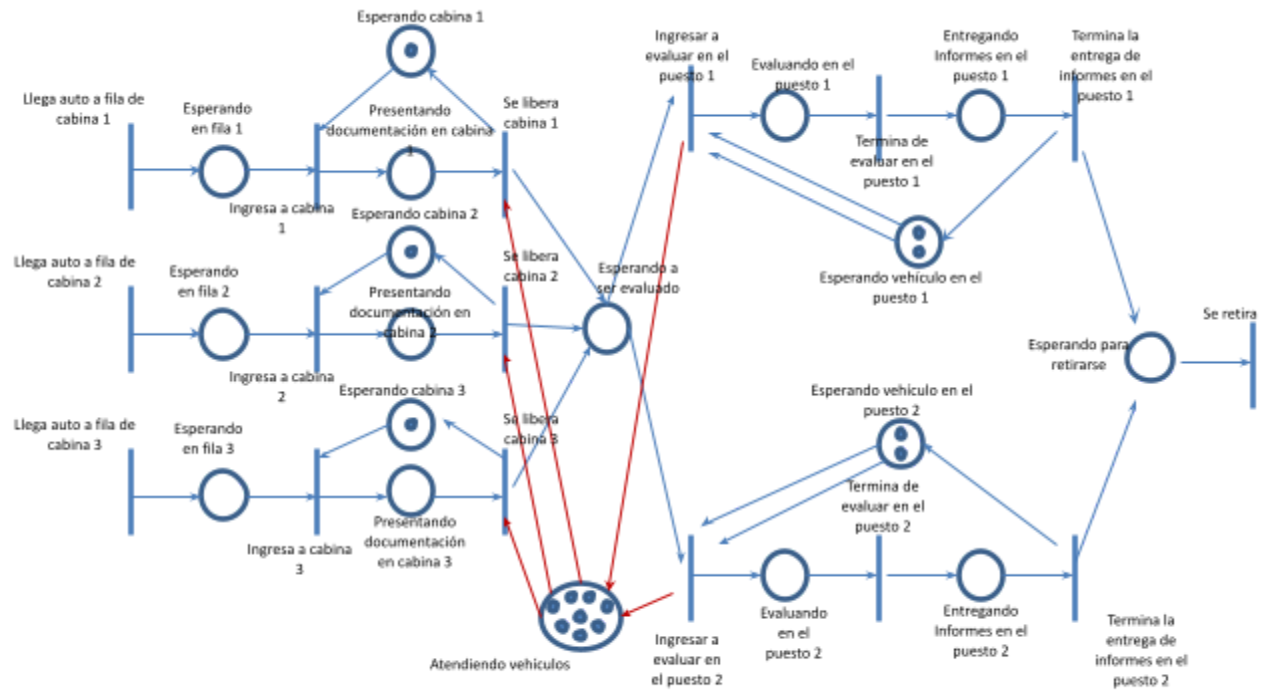 Esperando cabina 1
Llega auto a fila de
cabina 1
Esperando
en fila 1
Presentando
documentación en cabina
1
Se libera
cabina 1
Ingresa a cabina
1
Ingresar a
evaluar en el
puesto 1
Evaluando en el
puesto 1
Entregando
Informes en el
puesto 1
Termina la
entrega de
informes en el
puesto 1
Termina de
evaluar en el
puesto 1
Esperando vehículo en el
puesto 1
Llega auto a fila de
cabina 2
Esperando
en fila 2
Esperando cabina 2
Presentando
documentación en
cabina 2
Se libera
cabina 2
Ingresa a cabina
2
Esperando a
ser evaluado
Esperando para
retirarse
Se retira
Llega auto a fila de
cabina 3
Esperando
en fila 3
Esperando cabina 3
Se libera
cabina 3
Presentando
documentación
en cabina 3
Ingresa a cabina
3
Esperando vehículo en el
puesto 2
Termina de
evaluar en el
puesto 2
Atendiendo vehiculos
Ingresar a
evaluar en
el puesto 2
Evaluando
en el
puesto 2
Entregando
Informes en el
puesto 2
Termina la
entrega de
informes en el
puesto 2